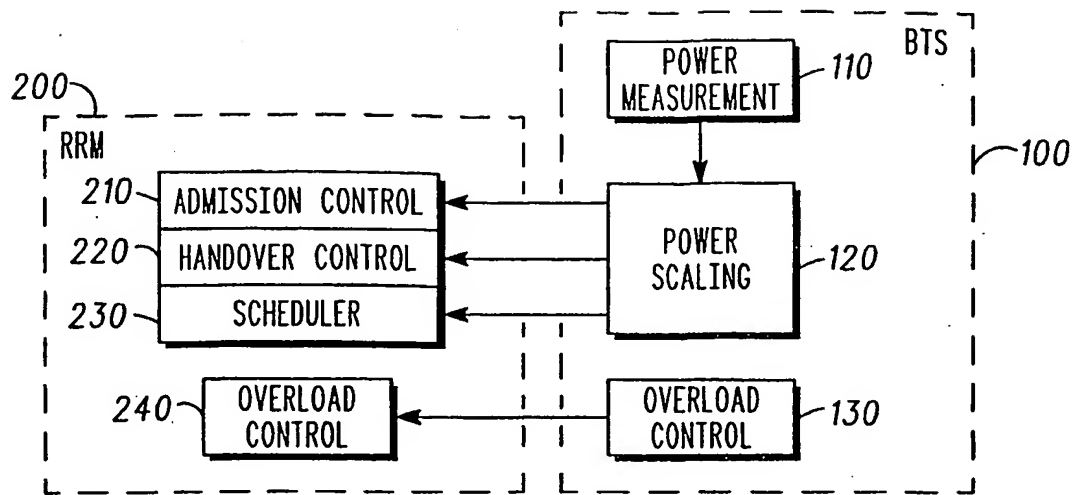 200
RRM
210
ADMISSION CONTROL
220
HANDOVER CONTROL
230
SCHEDULER
240
OVERLOAD
CONTROL
BTS
POWER
MEASUREMENT
110
100
POWER
SCALING
120
OVERLOAD
CONTROL
130